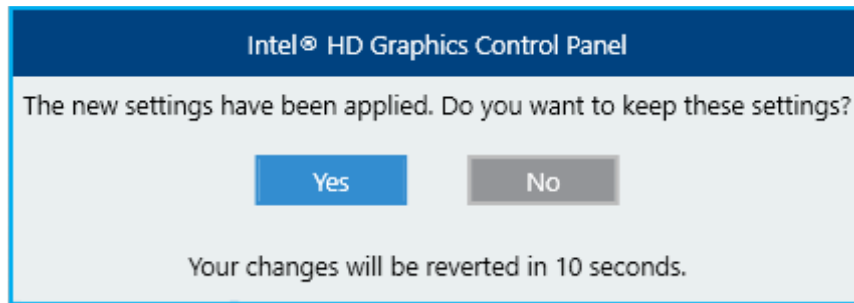 Intel® HD Graphics Control Panel
The new settings have been applied. Do you want to keep these settings?
Yes No
Your changes will be reverted in 10 seconds.